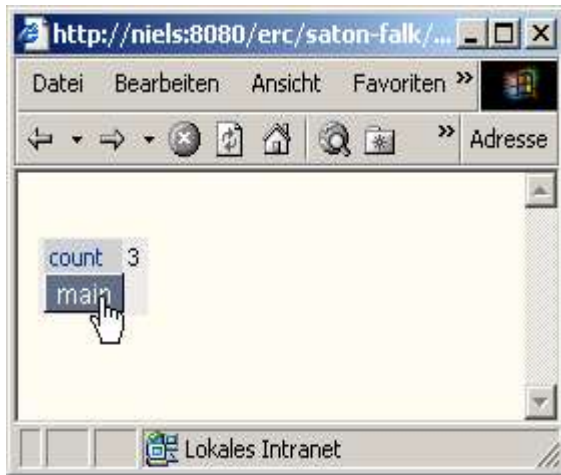 http://niels:8080/erc/saton-falk/...
Datei Bearbeiten Ansicht Favoriten »
» Adresse
count 3
main
Lokales Intranet